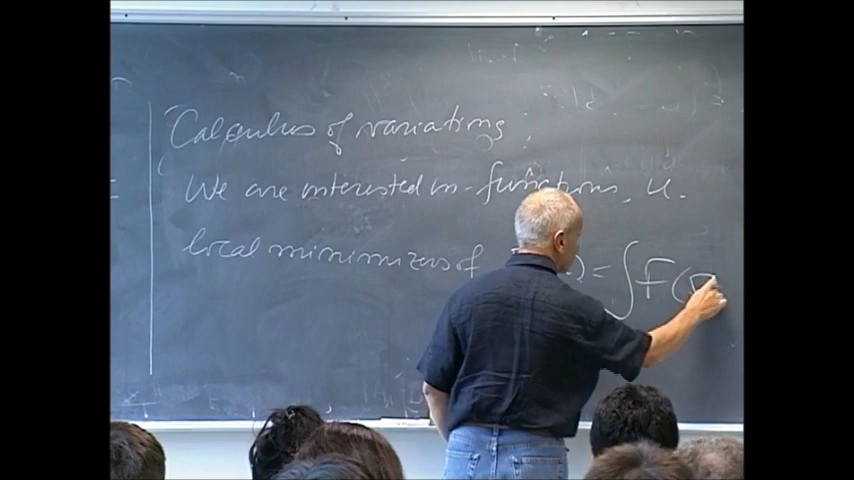 Calculus of variations
We are interested in functions, u.
local minimizers of ) = ∫ F(